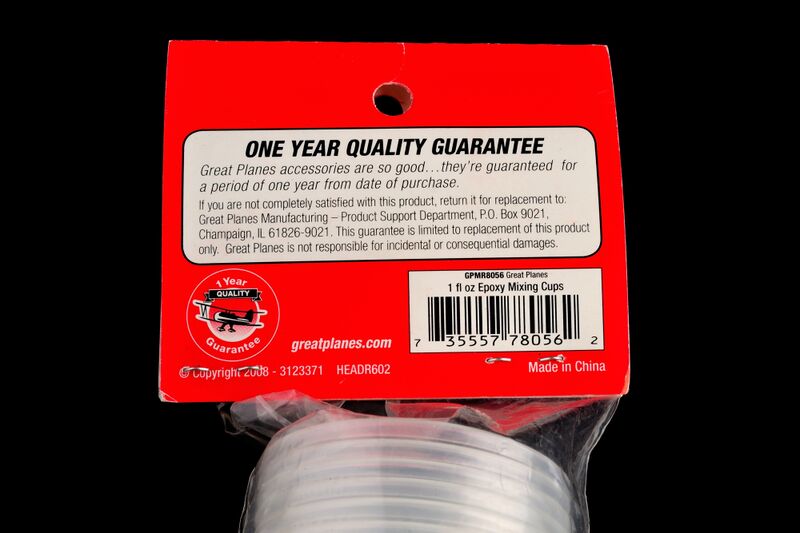 ONE YEAR QUALITY GUARANTEE
Great Planes accessories are so good...they're guaranteed for
a period of one year from date of purchase.
If you are not completely satisfied with this product, return it for replacement to:
Great Planes Manufacturing – Product Support Department, P.O. Box 9021,
Champaign, IL 61826-9021. This guarantee is limited to replacement of this product
only. Great Planes is not responsible for incidental or consequential damages.
1 Year
QUALITY
Guarantee
greatplanes.com
GPMR8056 Great Planes
1 fl oz Epoxy Mixing Cups
7 35557 78056 2
© Copyright 2008 - 3123371 HEADR602
Made in China